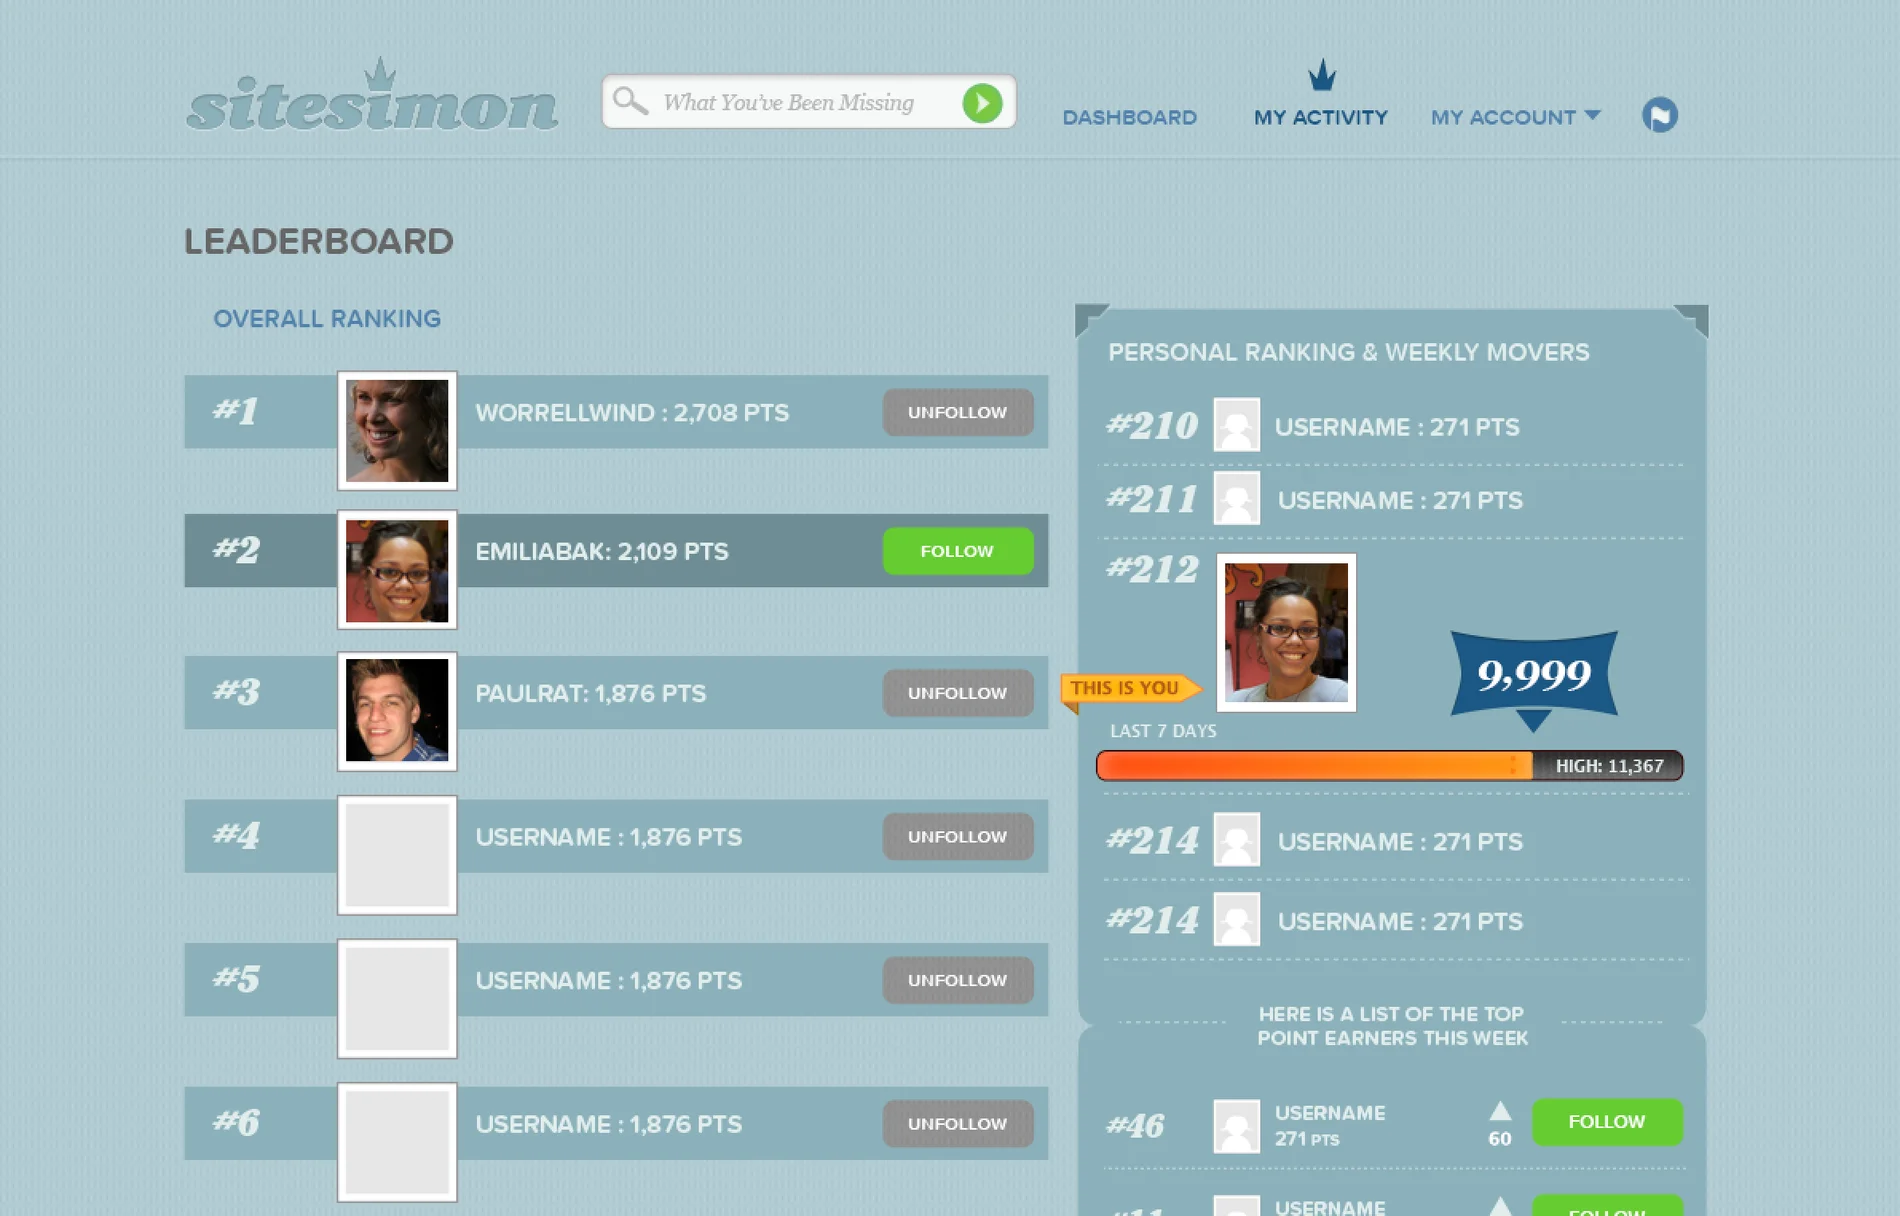 sitesimon
What You've Been Missing
DASHBOARD
MY ACTIVITY
MY ACCOUNT
LEADERBOARD
OVERALL RANKING
#1
WORRELLWIND : 2,708 PTS
UNFOLLOW
#2
EMILIABAK: 2,109 PTS
FOLLOW
#3
PAULRAT: 1,876 PTS
UNFOLLOW
#4
USERNAME : 1,876 PTS
UNFOLLOW
#5
USERNAME : 1,876 PTS
UNFOLLOW
#6
USERNAME : 1,876 PTS
UNFOLLOW
PERSONAL RANKING & WEEKLY MOVERS
#210
USERNAME : 271 PTS
#211
USERNAME : 271 PTS
#212
THIS IS YOU
9,999
LAST 7 DAYS
HIGH: 11,367
#214
USERNAME : 271 PTS
#214
USERNAME : 271 PTS
HERE IS A LIST OF THE TOP
POINT EARNERS THIS WEEK
#46
USERNAME
271 PTS
60
FOLLOW
USERNAME
FOLLOW